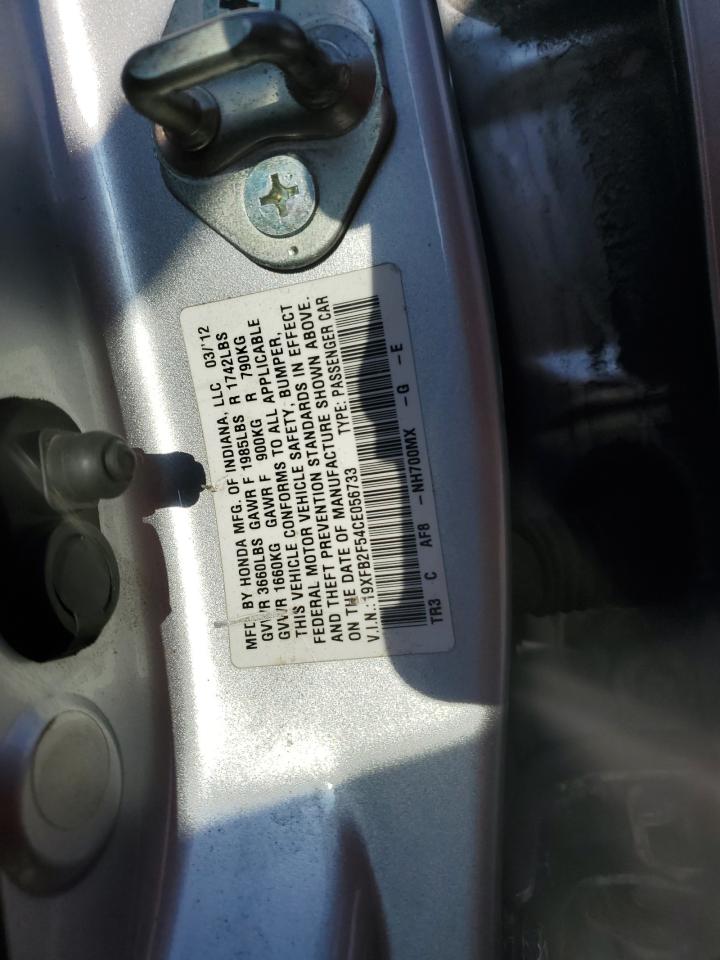 MFD. BY HONDA MFG. OF INDIANA, LLC 03/'12
GVWR 3660LBS GAWR F 1985LBS R 1742LBS
GVWR 1660KG GAWR F 900KG R 790KG
THIS VEHICLE CONFORMS TO ALL APPLICABLE
FEDERAL MOTOR VEHICLE SAFETY, BUMPER,
AND THEFT PREVENTION STANDARDS IN EFFECT
ON THE DATE OF MANUFACTURE SHOWN ABOVE.
V.I.N.:19XFB2F54CE056733 TYPE: PASSENGER CAR
TR3 C AF8 -NH700MX -G -E